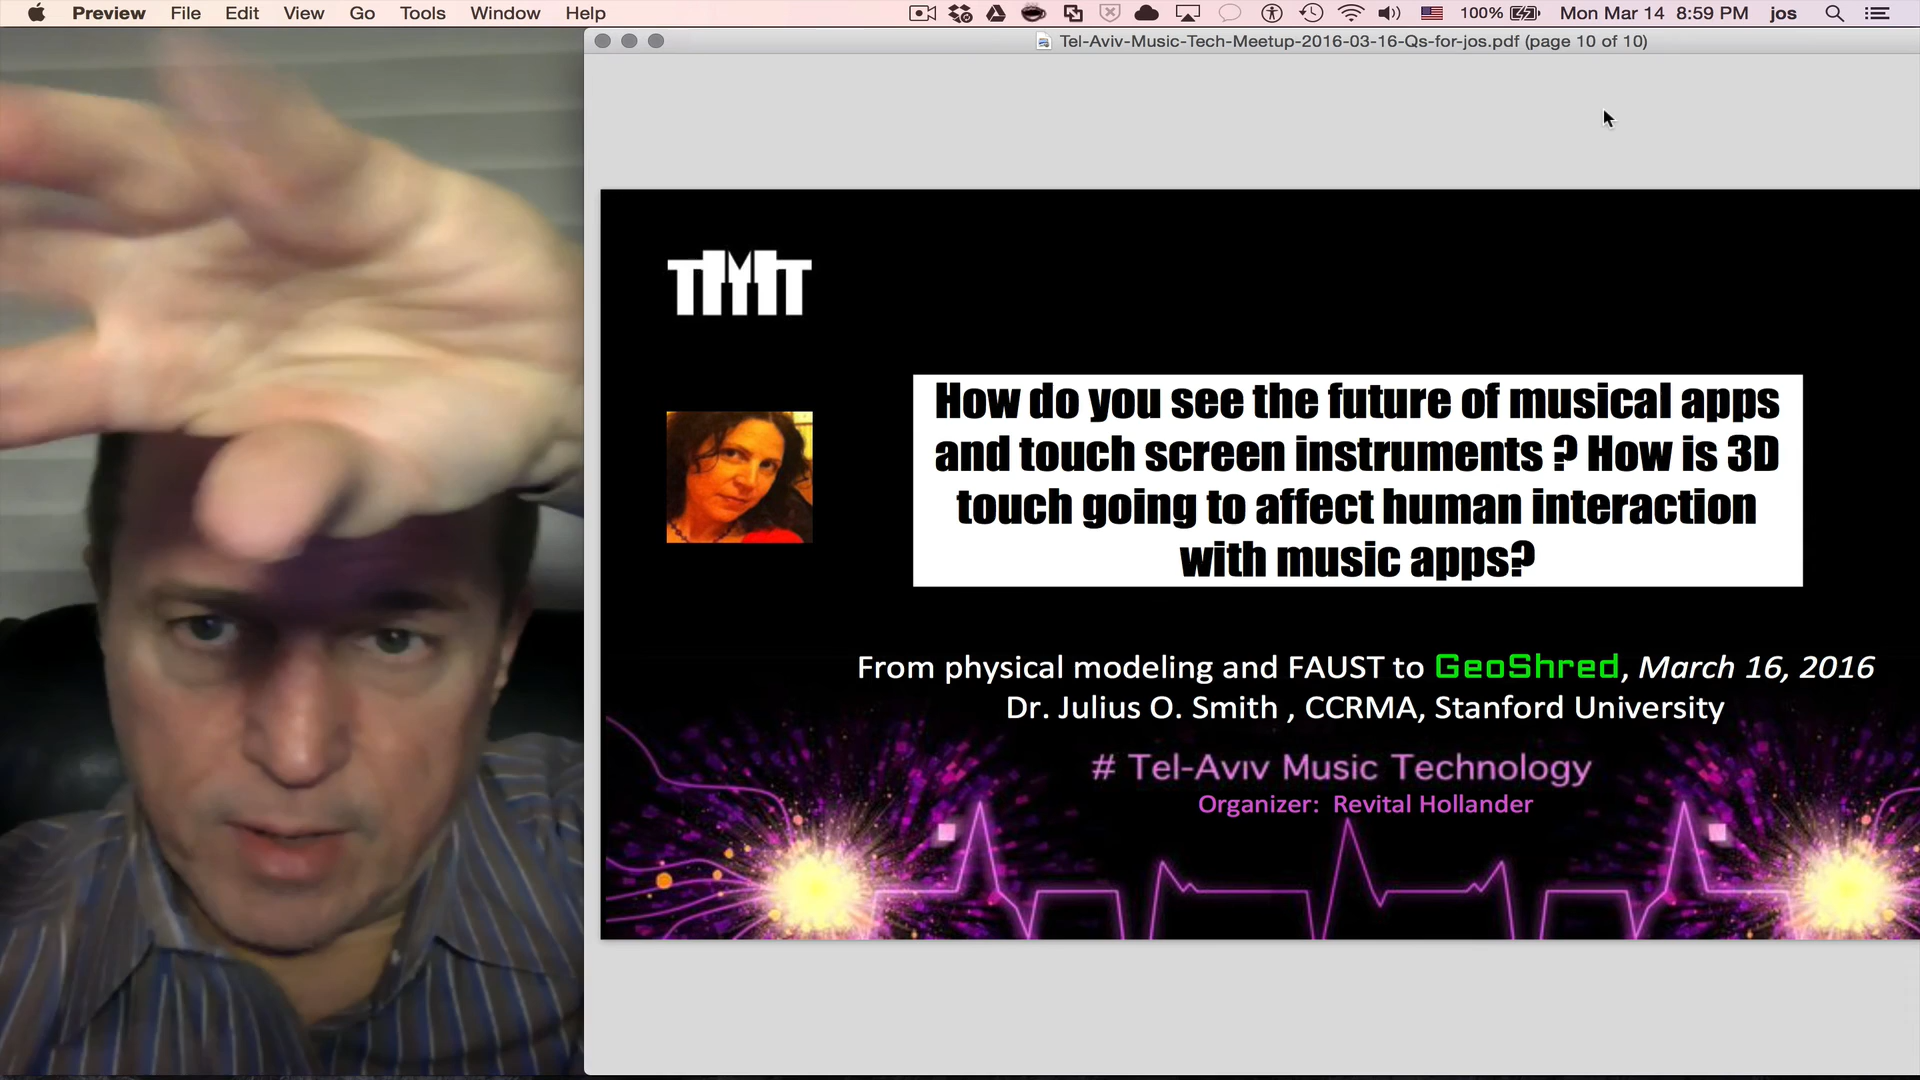 Preview File Edit View Go Tools Window Help 100% Mon Mar 14 8:59 PM jos
Tel-Aviv-Music-Tech-Meetup-2016-03-16-Qs-for-jos.pdf (page 10 of 10)
TMT
How do you see the future of musical apps
and touch screen instruments ? How is 3D
touch going to affect human interaction
with music apps?
From physical modeling and FAUST to GeoShred, March 16, 2016
Dr. Julius O. Smith , CCRMA, Stanford University
# Tel-Aviv Music Technology
Organizer: Revital Hollander